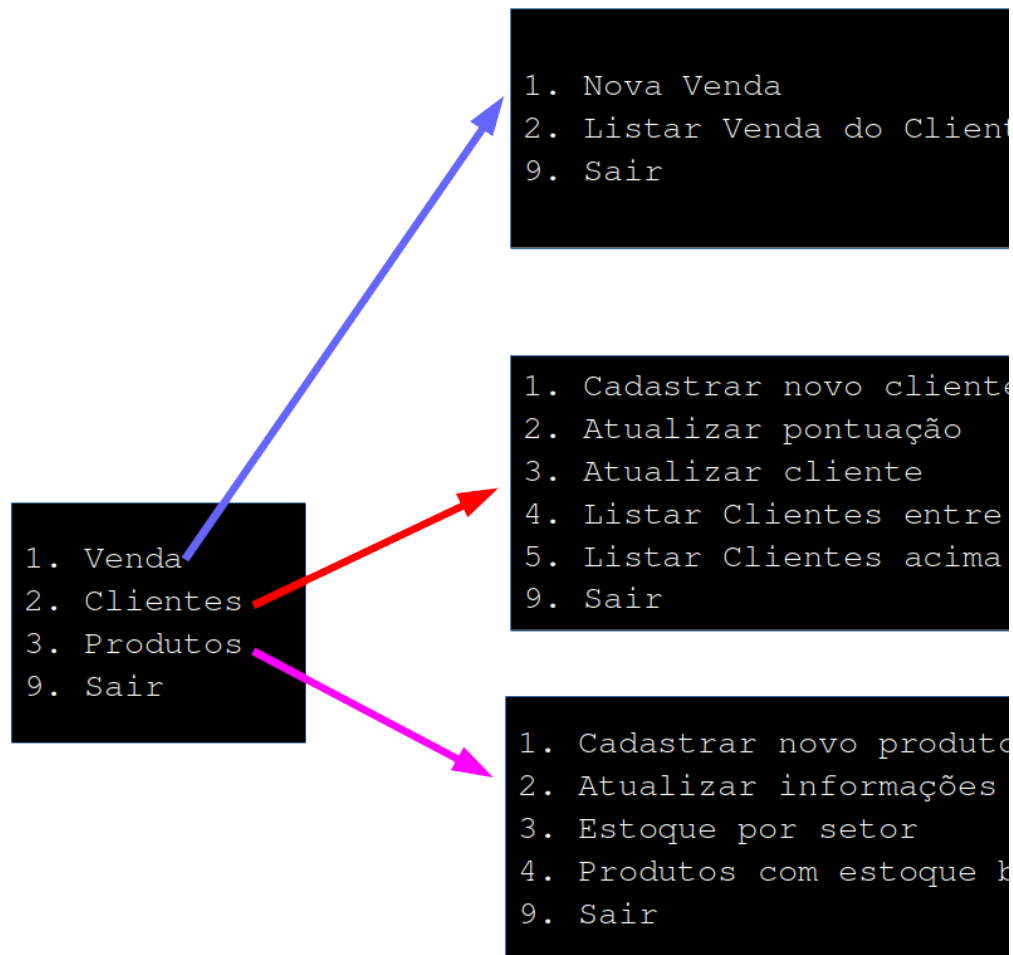 1. Venda
2. Clientes
3. Produtos
9. Sair
1. Nova Venda
2. Listar Venda do
9. Sair
1. Cadastrar novo cliente
2. Atualizar pontuação
3. Atualizar cliente
4. Listar Clientes entre
5. Listar Clientes acima
9. Sair
1. Cadastrar novo produto
2. Atualizar informações
3. Estoque por setor
4. Produtos com estoque
9. Sair